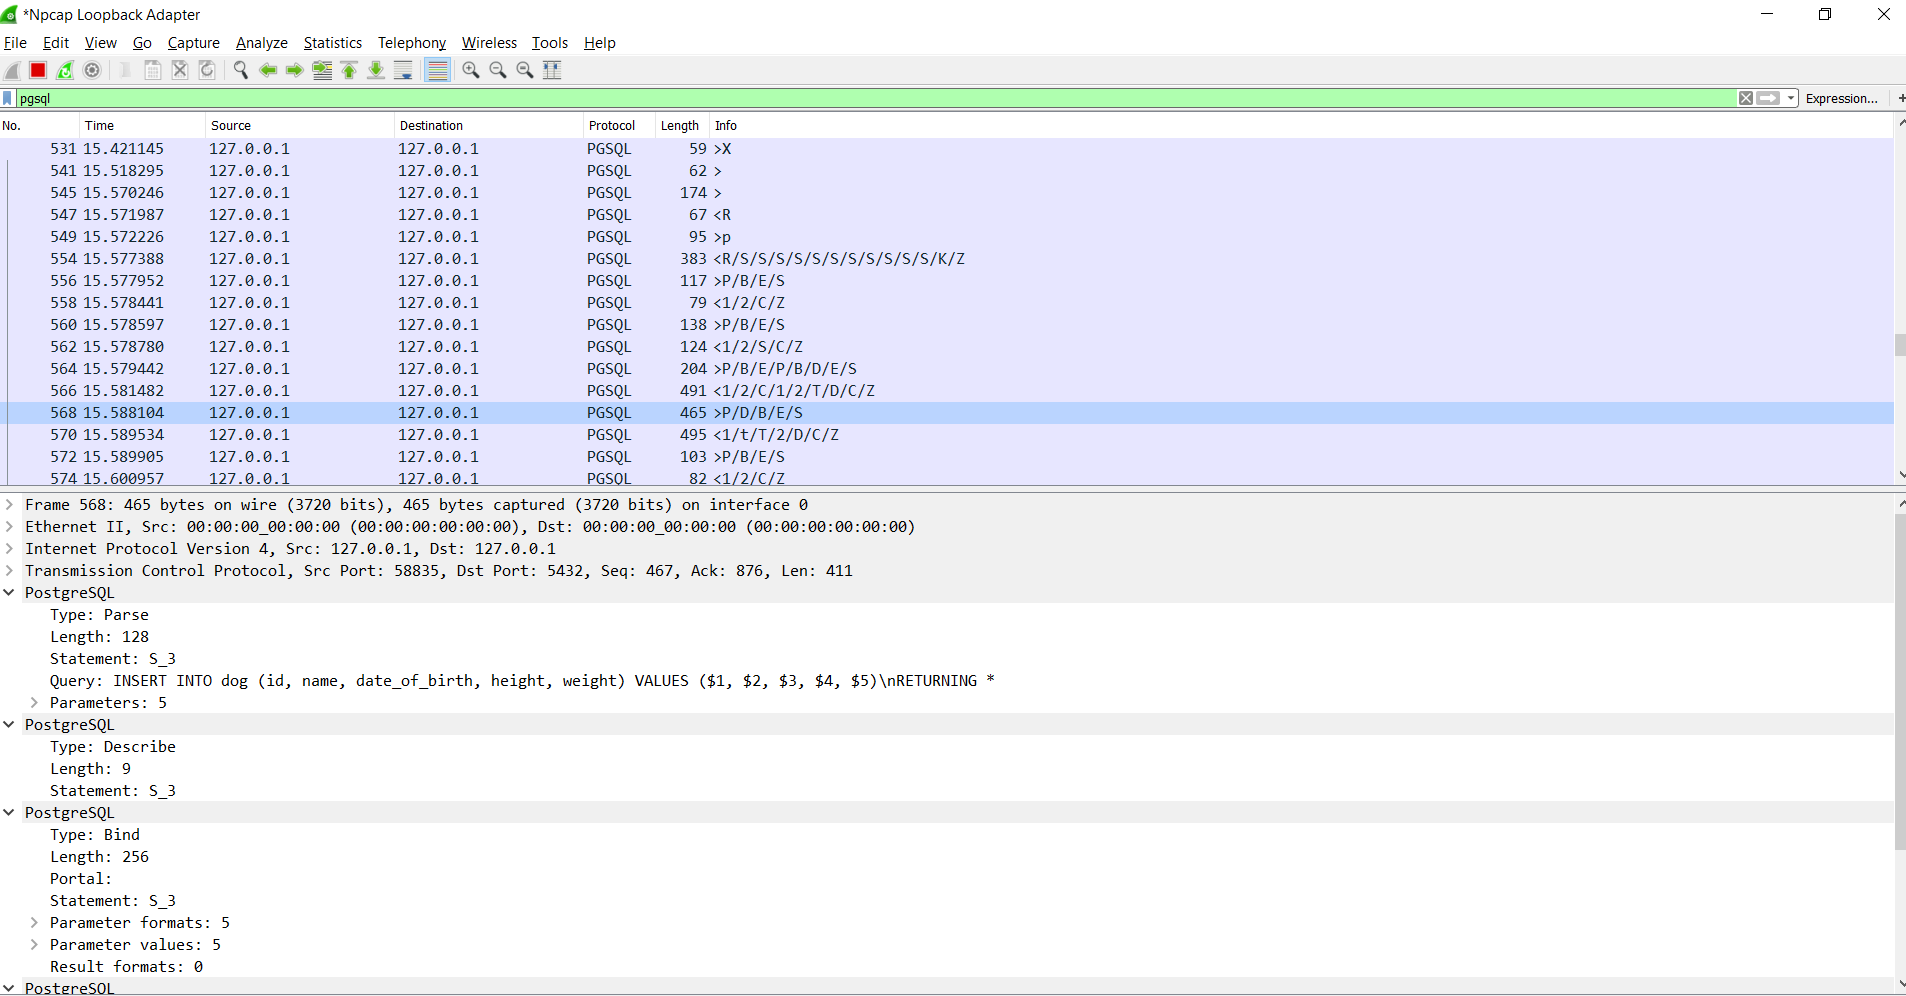 *Npcap Loopback Adapter
File Edit View Go Capture Analyze Statistics Telephony Wireless Tools Help
pgsql Expression... +
No. Time Source Destination Protocol Length Info
531 15.421145 127.0.0.1 127.0.0.1 PGSQL 59 >X
541 15.518295 127.0.0.1 127.0.0.1 PGSQL 62 >
545 15.570246 127.0.0.1 127.0.0.1 PGSQL 174 >
547 15.571987 127.0.0.1 127.0.0.1 PGSQL 67 <R
549 15.572226 127.0.0.1 127.0.0.1 PGSQL 95 >p
554 15.577388 127.0.0.1 127.0.0.1 PGSQL 383 <R/S/S/S/S/S/S/S/S/S/S/S/K/Z
556 15.577952 127.0.0.1 127.0.0.1 PGSQL 117 >P/B/E/S
558 15.578441 127.0.0.1 127.0.0.1 PGSQL 79 <1/2/C/Z
560 15.578597 127.0.0.1 127.0.0.1 PGSQL 138 >P/B/E/S
562 15.578780 127.0.0.1 127.0.0.1 PGSQL 124 <1/2/S/C/Z
564 15.579442 127.0.0.1 127.0.0.1 PGSQL 204 >P/B/E/P/B/D/E/S
566 15.581482 127.0.0.1 127.0.0.1 PGSQL 491 <1/2/C/1/2/T/D/C/Z
568 15.588104 127.0.0.1 127.0.0.1 PGSQL 465 >P/D/B/E/S
570 15.589534 127.0.0.1 127.0.0.1 PGSQL 495 <1/t/T/2/D/C/Z
572 15.589905 127.0.0.1 127.0.0.1 PGSQL 103 >P/B/E/S
574 15.600957 127.0.0.1 127.0.0.1 PGSQL 82 <1/2/C/Z
Frame 568: 465 bytes on wire (3720 bits), 465 bytes captured (3720 bits) on interface 0
Ethernet II, Src: 00:00:00_00:00:00 (00:00:00:00:00:00), Dst: 00:00:00_00:00:00 (00:00:00:00:00:00)
Internet Protocol Version 4, Src: 127.0.0.1, Dst: 127.0.0.1
Transmission Control Protocol, Src Port: 58835, Dst Port: 5432, Seq: 467, Ack: 876, Len: 411
PostgreSQL
Type: Parse
Length: 128
Statement: S_3
Query: INSERT INTO dog (id, name, date_of_birth, height, weight) VALUES ($1, $2, $3, $4, $5)\nRETURNING *
Parameters: 5
PostgreSQL
Type: Describe
Length: 9
Statement: S_3
PostgreSQL
Type: Bind
Length: 256
Portal:
Statement: S_3
Parameter formats: 5
Parameter values: 5
Result formats: 0
PostgreSQL